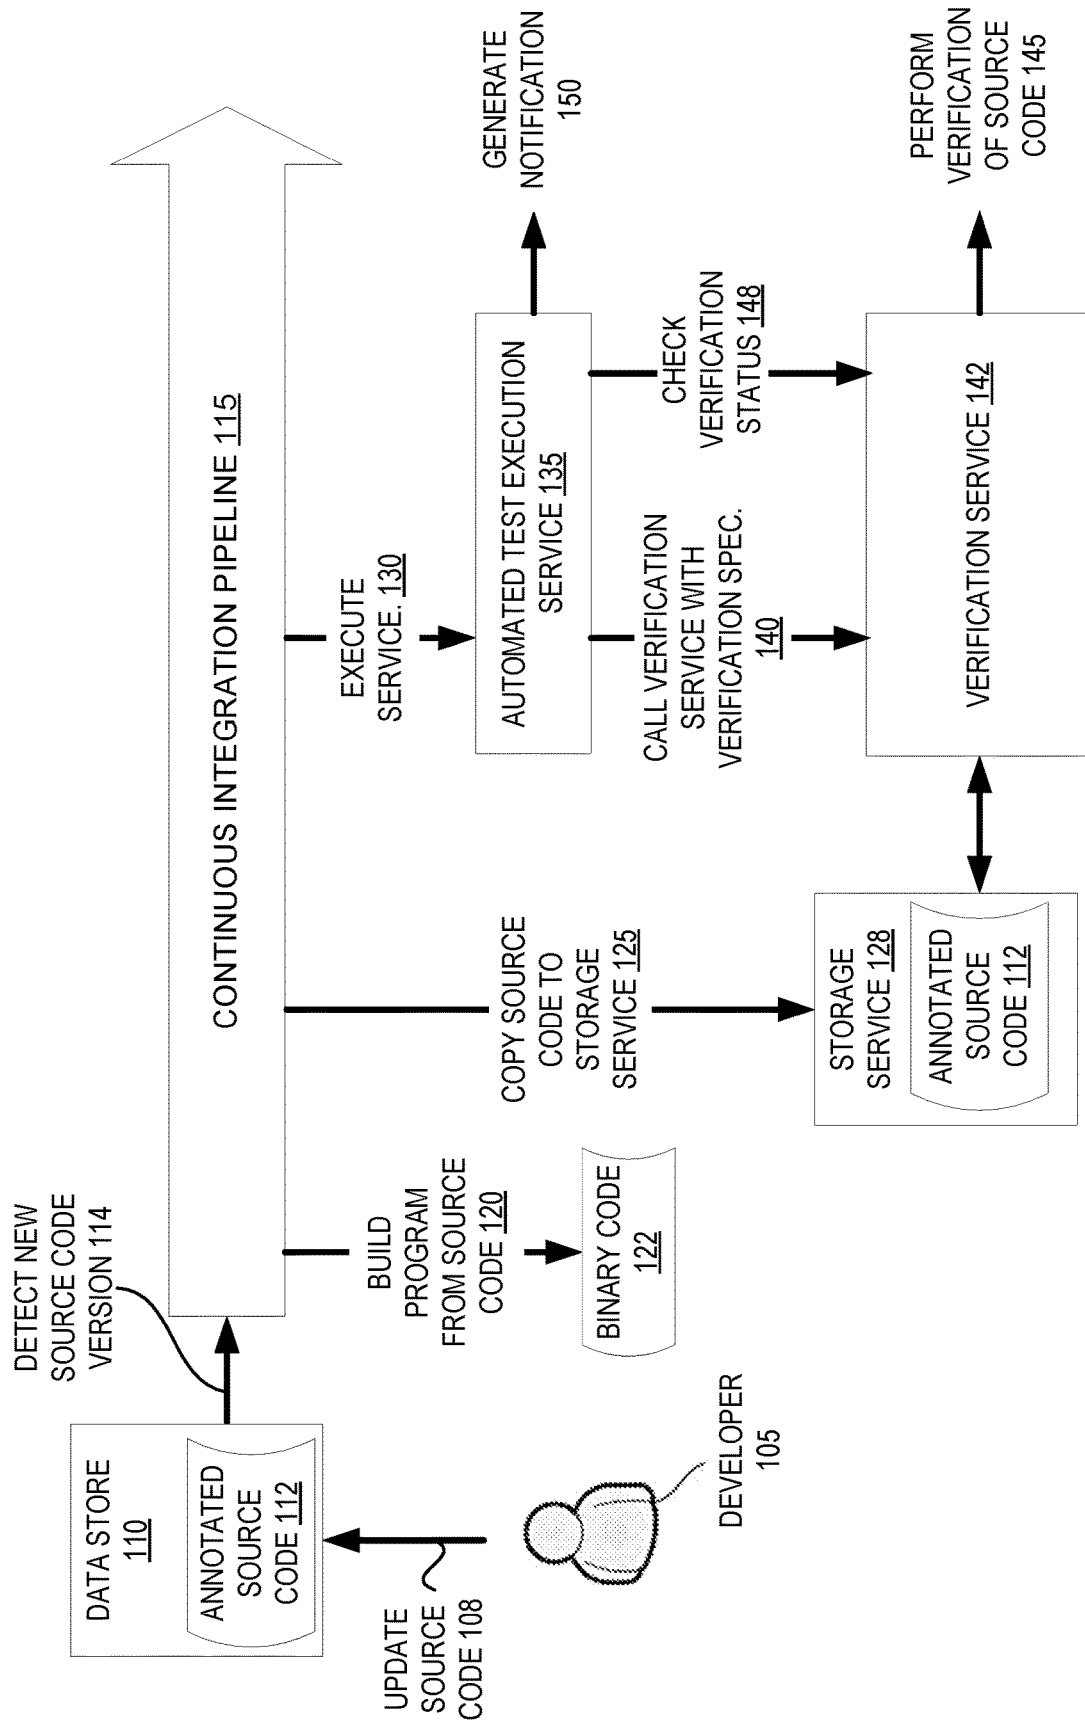 DATA STORE
110
ANNOTATED
SOURCE
CODE 112
UPDATE
SOURCE
CODE 108
DEVELOPER
105
DETECT NEW
SOURCE CODE
VERSION 114
CONTINUOUS INTEGRATION PIPELINE 115
BUILD
PROGRAM
FROM SOURCE
CODE 120
BINARY CODE
122
COPY SOURCE
CODE TO
STORAGE
SERVICE 125
STORAGE
SERVICE 128
ANNOTATED
SOURCE
CODE 112
EXECUTE
SERVICE. 130
AUTOMATED TEST EXECUTION
SERVICE 135
CALL VERIFICATION
SERVICE WITH
VERIFICATION SPEC.
140
CHECK
VERIFICATION
STATUS 148
VERIFICATION SERVICE 142
GENERATE
NOTIFICATION
150
PERFORM
VERIFICATION
OF SOURCE
CODE 145